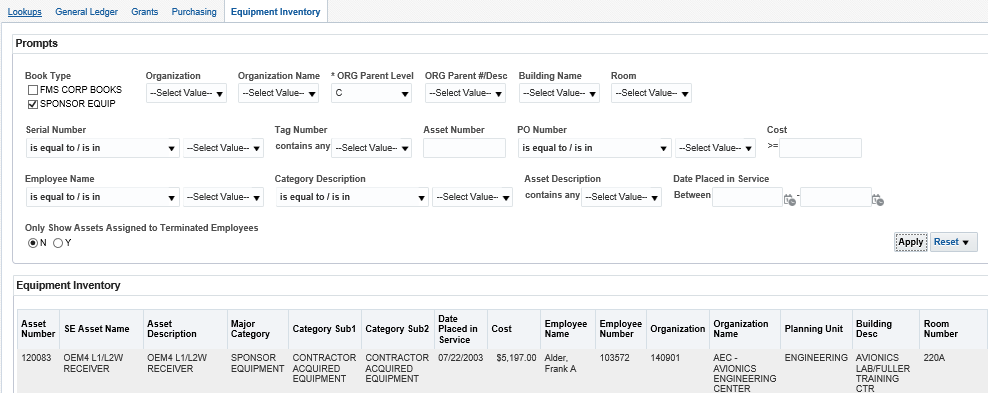 Lookups General Ledger Grants Purchasing Equipment Inventory
Prompts
Book Type Organization Organization Name * ORG Parent Level ORG Parent #/Desc Building Name Room
FMS CORP BOOKS
SPONSOR EQUIP
--Select Value-- --Select Value-- C --Select Value-- --Select Value-- --Select Value--
Serial Number Tag Number Asset Number PO Number Cost
is equal to / is in --Select Value-- contains any --Select Value-- is equal to / is in --Select Value-- >=
Employee Name Category Description Asset Description Date Placed in Service
is equal to / is in --Select Value-- is equal to / is in --Select Value-- contains any --Select Value-- Between -
Only Show Assets Assigned to Terminated Employees
N Y
Apply Reset
Equipment Inventory
Asset Number SE Asset Name Asset Description Major Category Category Sub1 Category Sub2 Date Placed in Service Cost Employee Name Employee Number Organization Organization Name Planning Unit Building Desc Room Number
120083 OEM4 L1/L2W RECEIVER OEM4 L1/L2W RECEIVER SPONSOR EQUIPMENT CONTRACTOR ACQUIRED EQUIPMENT CONTRACTOR ACQUIRED EQUIPMENT 07/22/2003 $5,197.00 Alder, Frank A 103572 140901 AEC - AVIONICS ENGINEERING CENTER ENGINEERING AVIONICS LAB/FULLER TRAINING CTR 220A